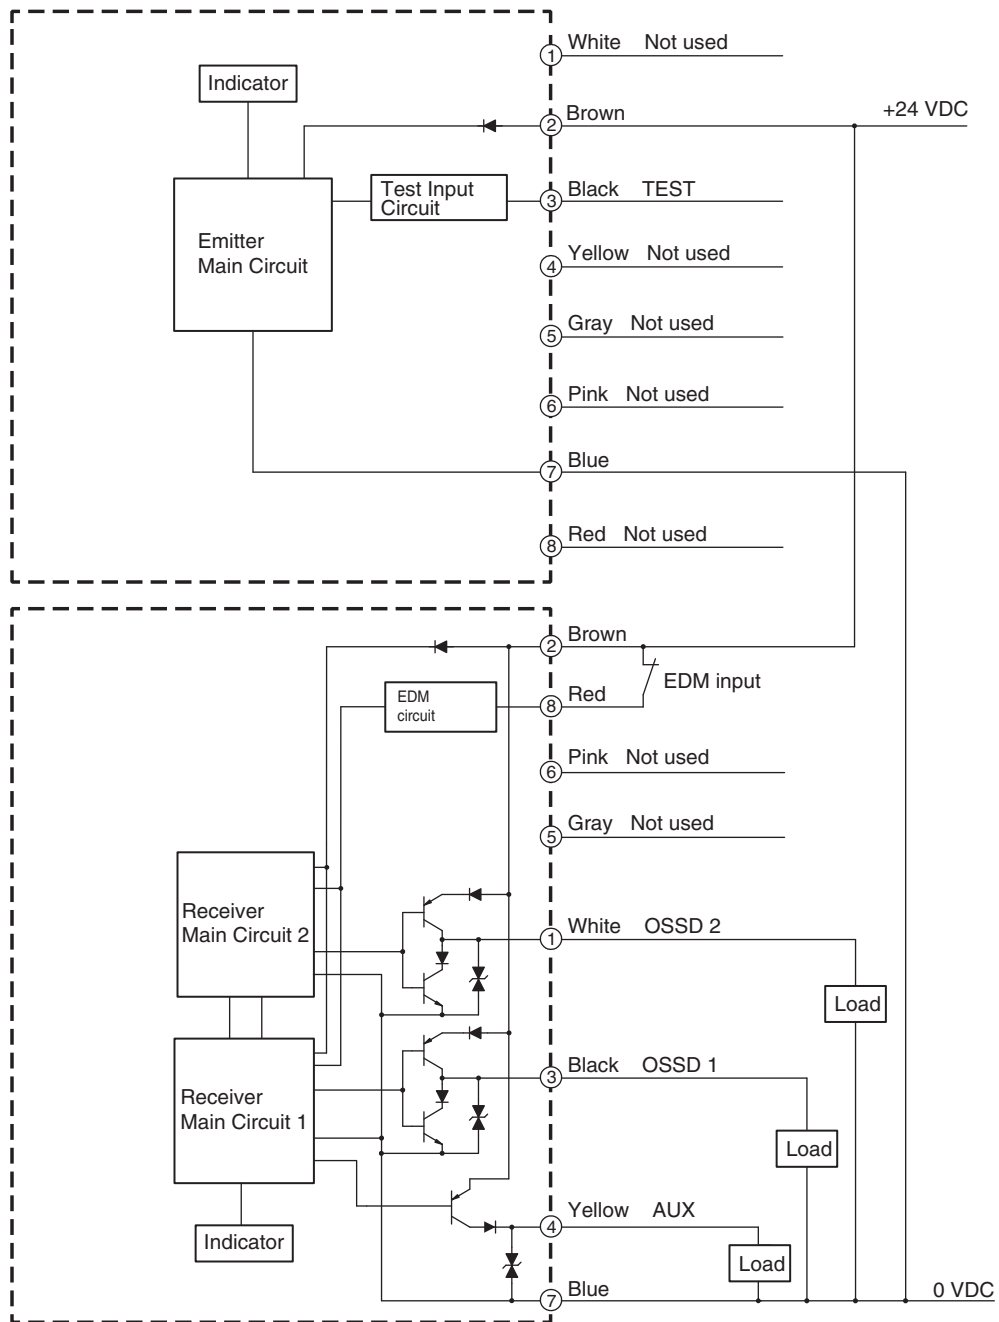 1 White Not used
Indicator
2 Brown +24 VDC
Test Input
Circuit
3 Black TEST
Emitter
Main Circuit
4 Yellow Not used
5 Gray Not used
6 Pink Not used
7 Blue
8 Red Not used
2 Brown
EDM input
EDM
circuit
8 Red
6 Pink Not used
5 Gray Not used
Receiver
Main Circuit 2
1 White OSSD 2
Load
Receiver
Main Circuit 1
3 Black OSSD 1
Load
4 Yellow AUX
Indicator
Load
7 Blue 0 VDC